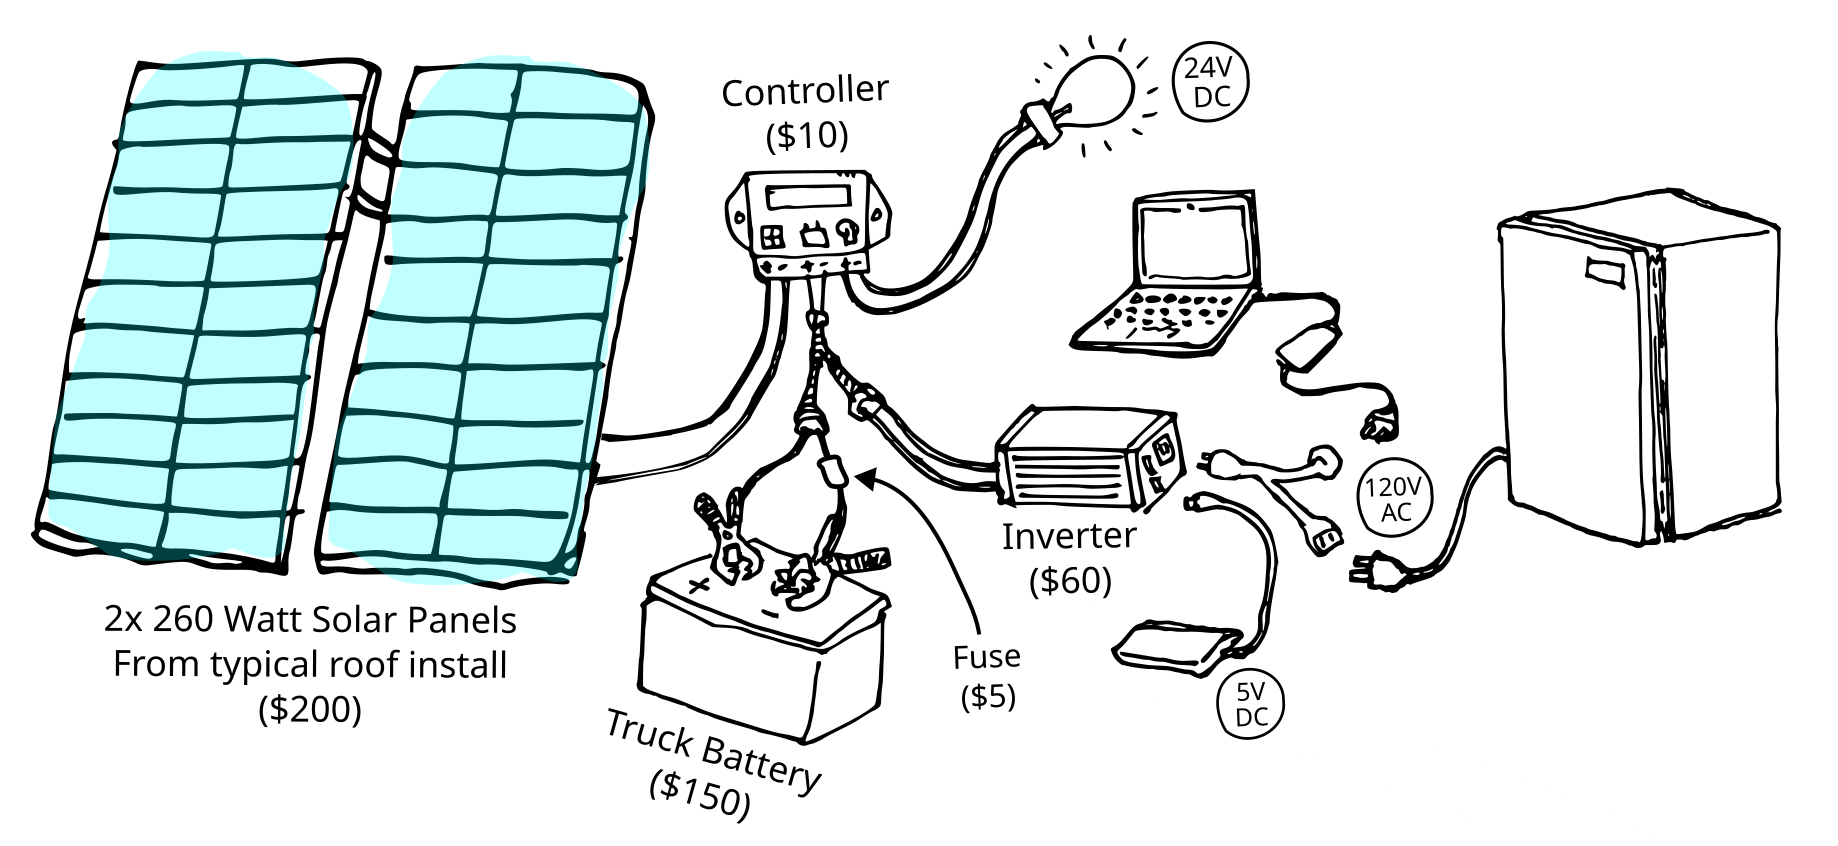 Controller
($10)
24V
DC
2x 260 Watt Solar Panels
From typical roof install
($200)
Truck Battery
($150)
Fuse
($5)
Inverter
($60)
120V
AC
5V
DC
+
-